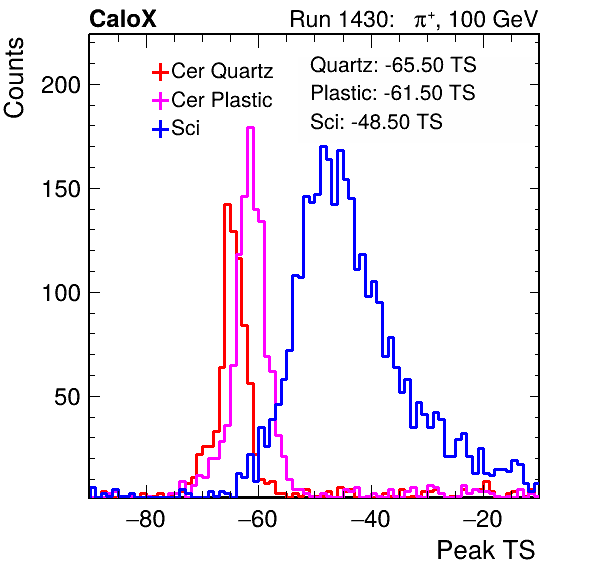 CaloX Run 1430: π⁺, 100 GeV
Counts
200
150
100
50
Cer Quartz
Cer Plastic
Sci
Quartz: -65.50 TS
Plastic: -61.50 TS
Sci: -48.50 TS
−80 −60 −40 −20
Peak TS